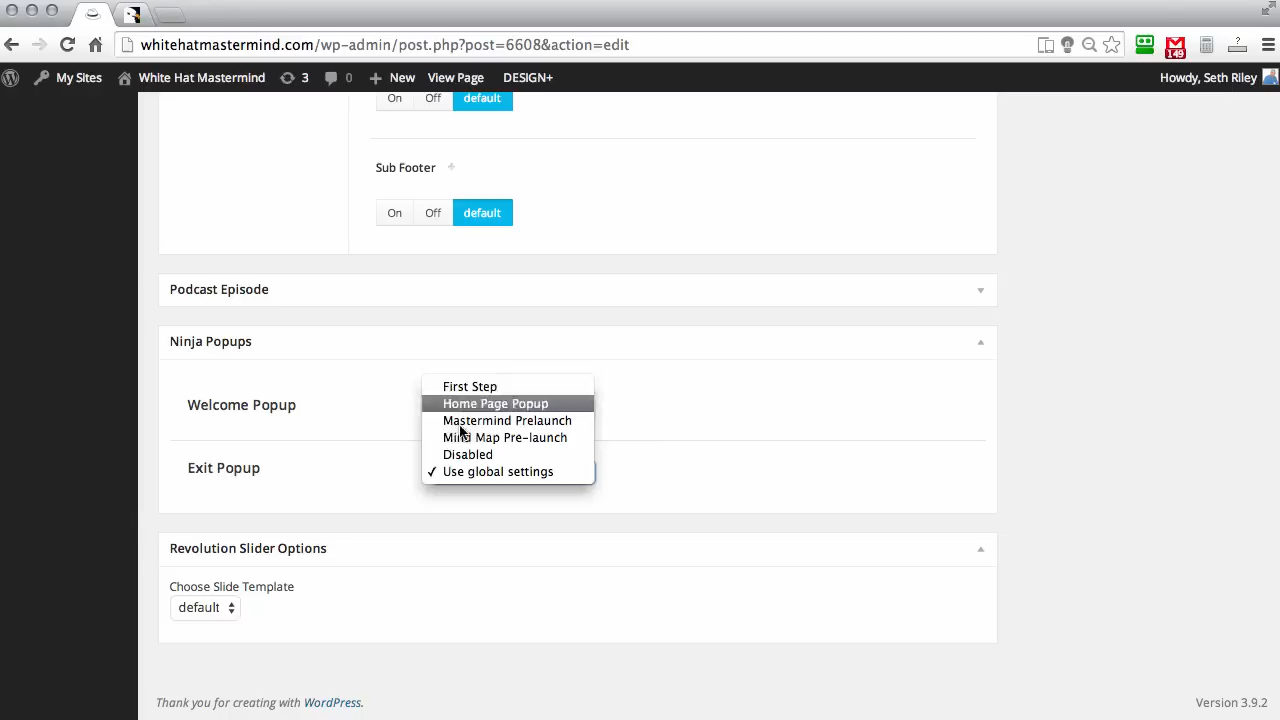 whitehatmastermind.com/wp-admin/post.php?post=6608&action=edit
149
My Sites White Hat Mastermind 3 0 New View Page DESIGN+ Howdy, Seth Riley
On Off default
Sub Footer
On Off default
Podcast Episode
Ninja Popups
Welcome Popup
First Step
Home Page Popup
Mastermind Prelaunch
Mind Map Pre-launch
Disabled
✓ Use global settings
Exit Popup
Revolution Slider Options
Choose Slide Template
default
Thank you for creating with WordPress. Version 3.9.2